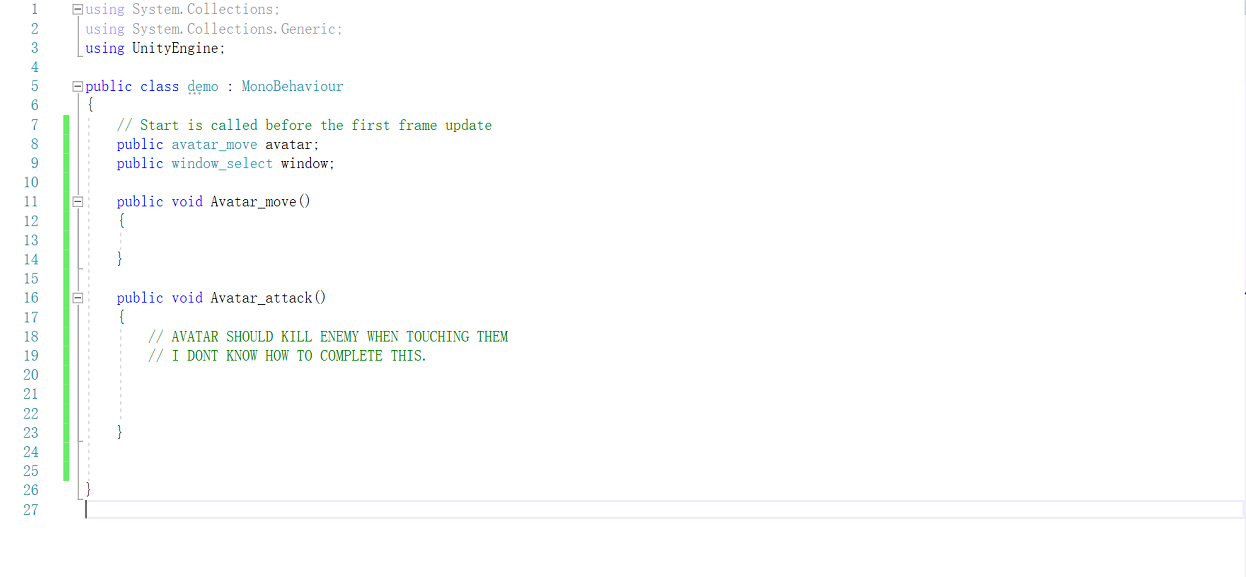 1 using System.Collections;
2 using System.Collections.Generic;
3 using UnityEngine;
4
5 public class demo : MonoBehaviour
6 {
7 // Start is called before the first frame update
8 public avatar_move avatar;
9 public window_select window;
10
11 public void Avatar_move()
12 {
13
14 }
15
16 public void Avatar_attack()
17 {
18 // AVATAR SHOULD KILL ENEMY WHEN TOUCHING THEM
19 // I DONT KNOW HOW TO COMPLETE THIS.
20
21
22
23 }
24
25
26 }
27